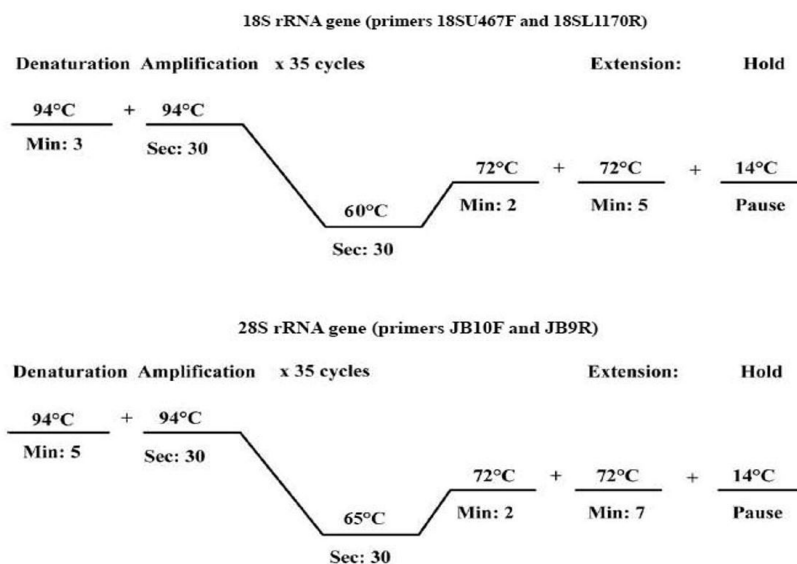 18S rRNA gene (primers 18SU467F and 18SL1170R)
Denaturation Amplification x 35 cycles Extension: Hold
94°C + 94°C
Min: 3 Sec: 30
72°C + 72°C + 14°C
Min: 2 Min: 5 Pause
60°C
Sec: 30
28S rRNA gene (primers JB10F and JB9R)
Denaturation Amplification x 35 cycles Extension: Hold
94°C + 94°C
Min: 5 Sec: 30
72°C + 72°C + 14°C
Min: 2 Min: 7 Pause
65°C
Sec: 30